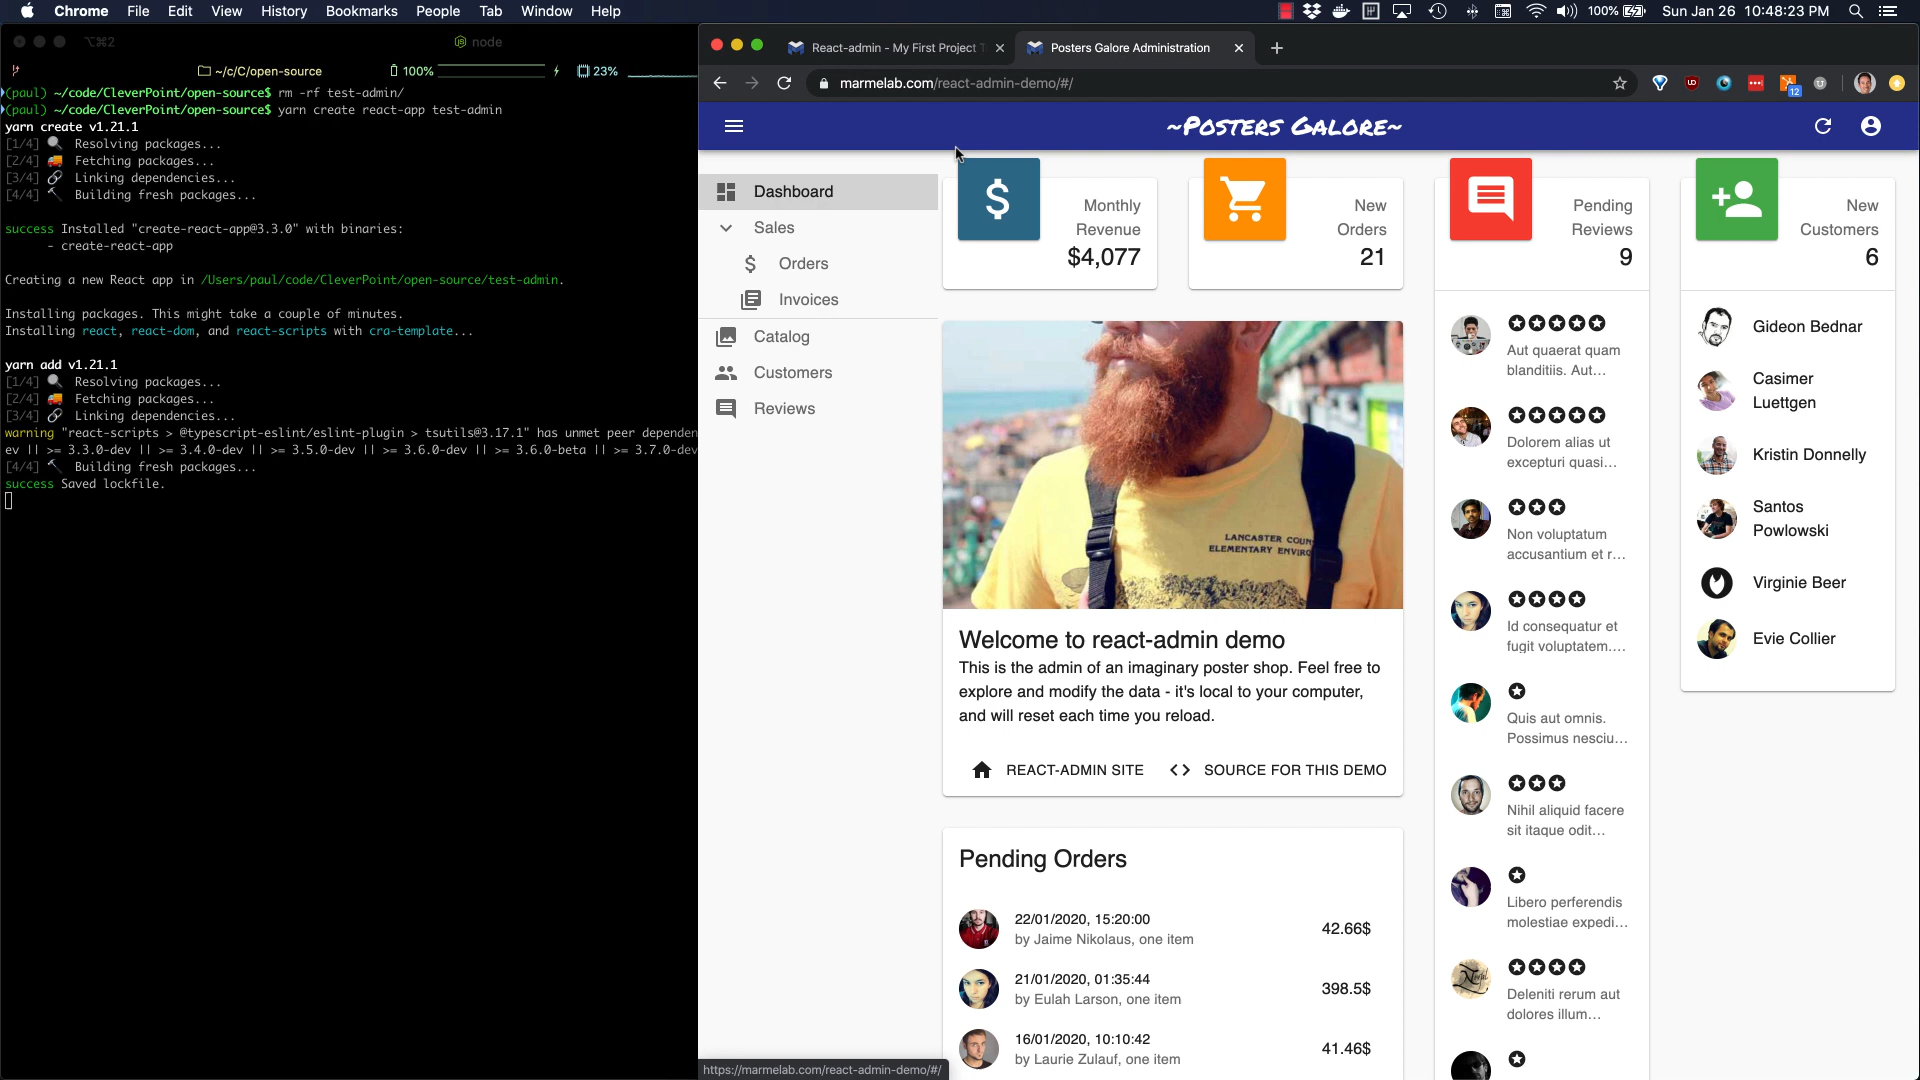 Chrome File Edit View History Bookmarks People Tab Window Help
100% Sun Jan 26 10:48:23 PM
⌥⌘2 node
~/c/C/open-source 100% 23%
(paul) ~/code/CleverPoint/open-source$ rm -rf test-admin/
(paul) ~/code/CleverPoint/open-source$ yarn create react-app test-admin
yarn create v1.21.1
[1/4] Resolving packages...
[2/4] Fetching packages...
[3/4] Linking dependencies...
[4/4] Building fresh packages...
success Installed "create-react-app@3.3.0" with binaries:
- create-react-app
Creating a new React app in /Users/paul/code/CleverPoint/open-source/test-admin.
Installing packages. This might take a couple of minutes.
Installing react, react-dom, and react-scripts with cra-template...
yarn add v1.21.1
[1/4] Resolving packages...
[2/4] Fetching packages...
[3/4] Linking dependencies...
warning "react-scripts > @typescript-eslint/eslint-plugin > tsutils@3.17.1" has unmet peer dependen
ev || >= 3.3.0-dev || >= 3.4.0-dev || >= 3.5.0-dev || >= 3.6.0-dev || >= 3.6.0-beta || >= 3.7.0-dev
[4/4] Building fresh packages...
success Saved lockfile.
React-admin - My First Project T
Posters Galore Administration
marmelab.com/react-admin-demo/#/
12
~Posters Galore~
Dashboard
Sales
Orders
Invoices
Catalog
Customers
Reviews
Monthly
Revenue
$4,077
New
Orders
21
Pending
Reviews
9
New
Customers
6
LANCASTER COUN
ELEMENTARY ENVIRO
Welcome to react-admin demo
This is the admin of an imaginary poster shop. Feel free to
explore and modify the data - it's local to your computer,
and will reset each time you reload.
REACT-ADMIN SITE
SOURCE FOR THIS DEMO
Pending Orders
22/01/2020, 15:20:00
by Jaime Nikolaus, one item
42.66$
21/01/2020, 01:35:44
by Eulah Larson, one item
398.5$
16/01/2020, 10:10:42
by Laurie Zulauf, one item
41.46$
Aut quaerat quam
blanditiis. Aut...
Dolorem alias ut
excepturi quasi...
Non voluptatum
accusantium et r...
Id consequatur et
fugit voluptatem....
Quis aut omnis.
Possimus nesciu...
Nihil aliquid facere
sit itaque odit...
Libero perferendis
molestiae expedi...
Deleniti rerum aut
dolores illum...
Gideon Bednar
Casimer
Luettgen
Kristin Donnelly
Santos
Powlowski
Virginie Beer
Evie Collier
https://marmelab.com/react-admin-demo/#/